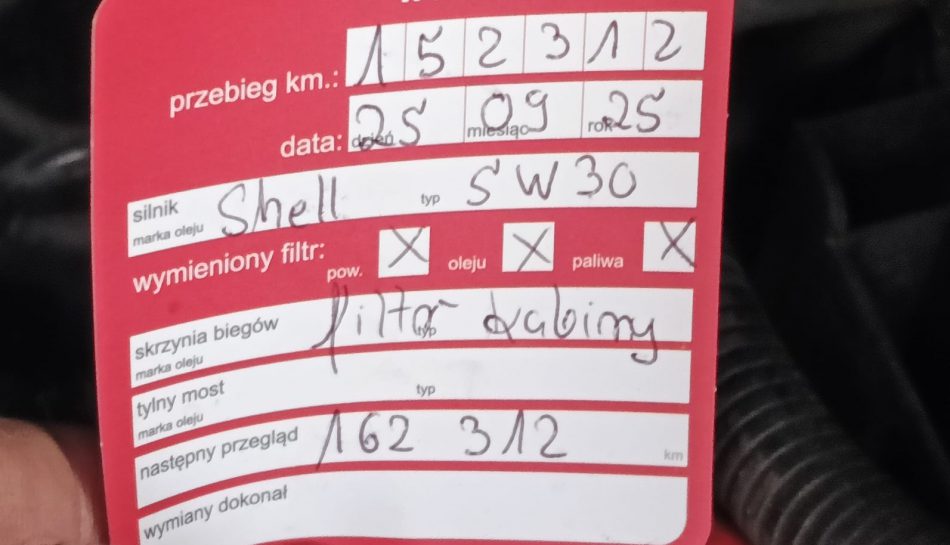 przebieg km.: 152312
data: dzień 25 miesiąc 09 rok 25
silnik marka oleju Shell typ 5W30
wymieniony filtr: pow. X oleju X paliwa X
skrzynia biegów marka oleju typ filtr kabiny
tylny most marka oleju typ
następny przegląd 162 312 km
wymiany dokonał